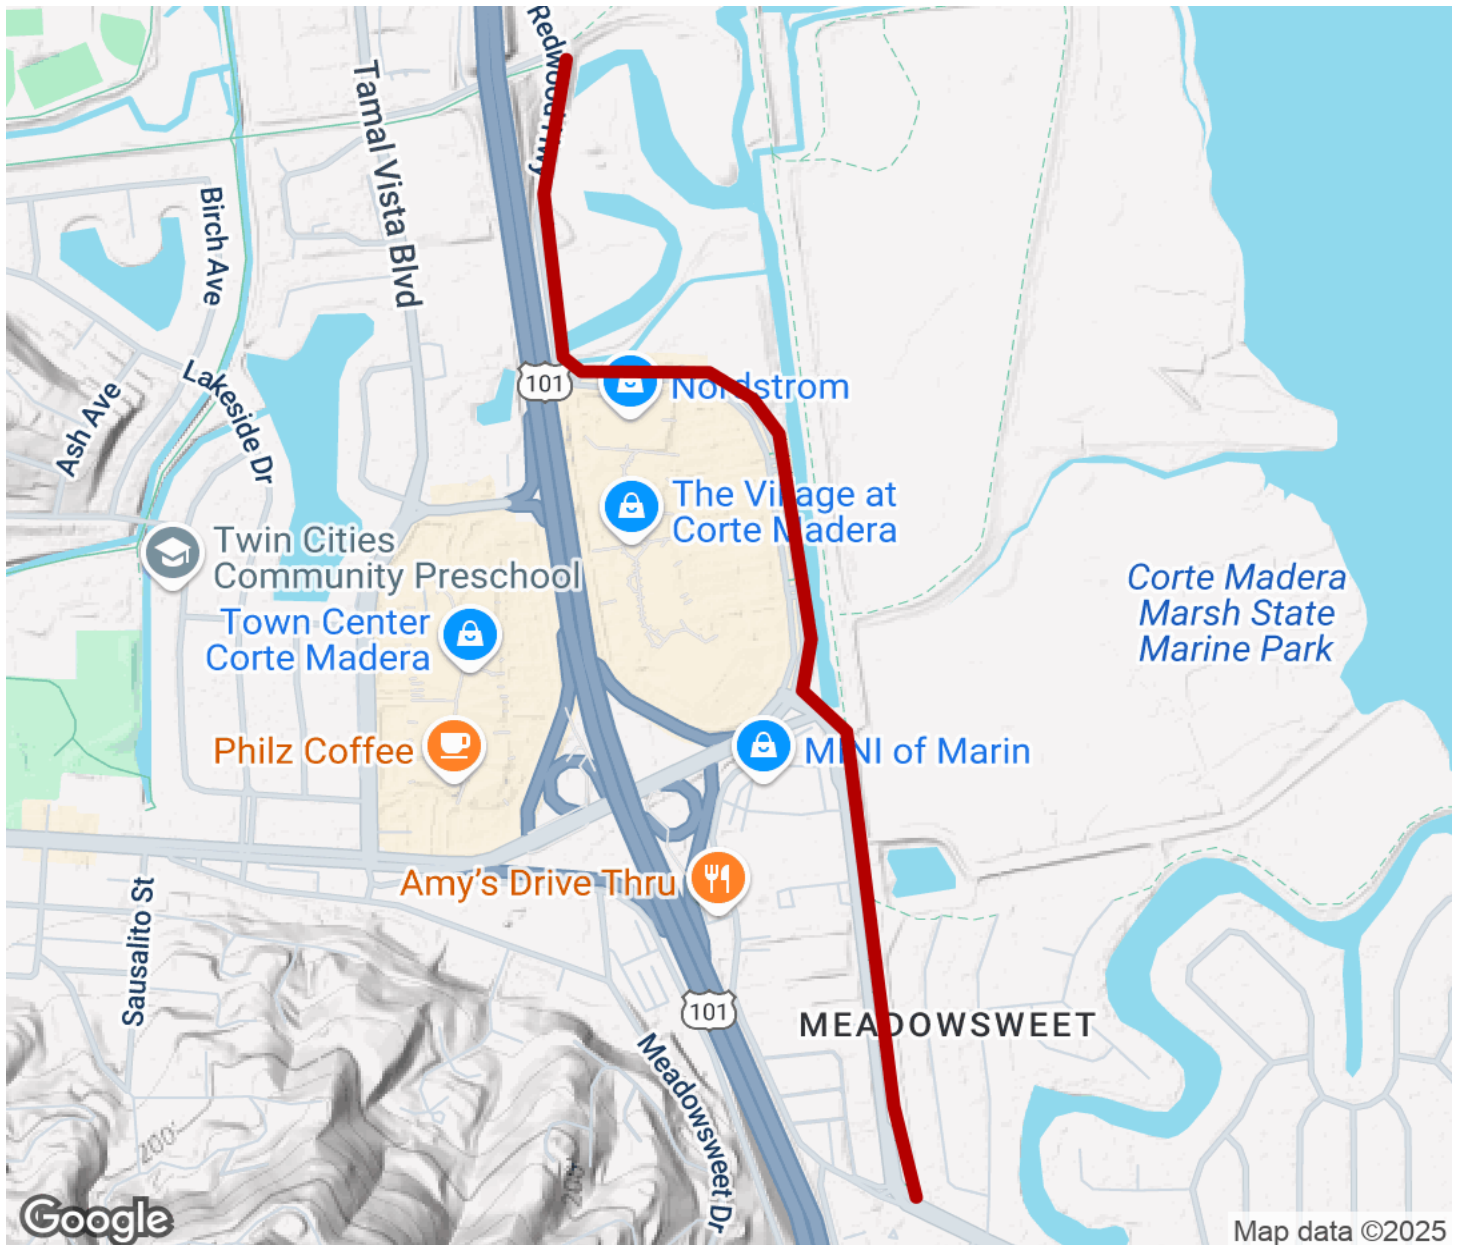 Redwood Hwy
Tamal Vista Blvd
Birch Ave
Lakeside Dr
Ash Ave
101
Nordstrom
The Village at
Corte Madera
Twin Cities
Community Preschool
Town Center
Corte Madera
Corte Madera
Marsh State
Marine Park
Philz Coffee
MINI of Marin
Amy's Drive Thru
Sausalito St
101
MEADOWSWEET
Meadowsweet Dr
200'
200'
Google
Map data ©2025